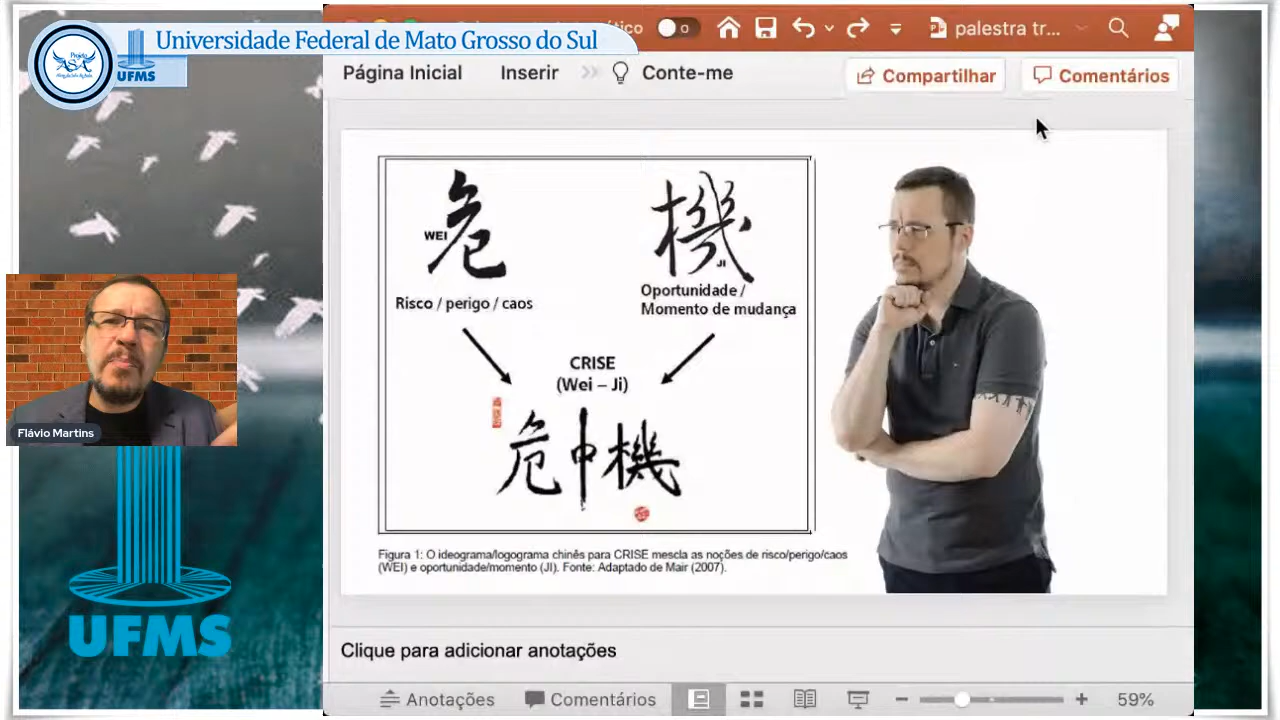 Universidade Federal de Mato Grosso do Sul
Projeto
UFMS
ático
palestra tr...
Página Inicial
Inserir
Conte-me
Compartilhar
Comentários
危
WEI
Risco / perigo / caos
機
JI
Oportunidade /
Momento de mudança
CRISE
(Wei – Ji)
危中機
Figura 1: O ideograma/logograma chinês para CRISE mescla as noções de risco/perigo/caos
(WEI) e oportunidade/momento (JI). Fonte: Adaptado de Mair (2007).
Flávio Martins
UFMS
Clique para adicionar anotações
Anotações
Comentários
59%